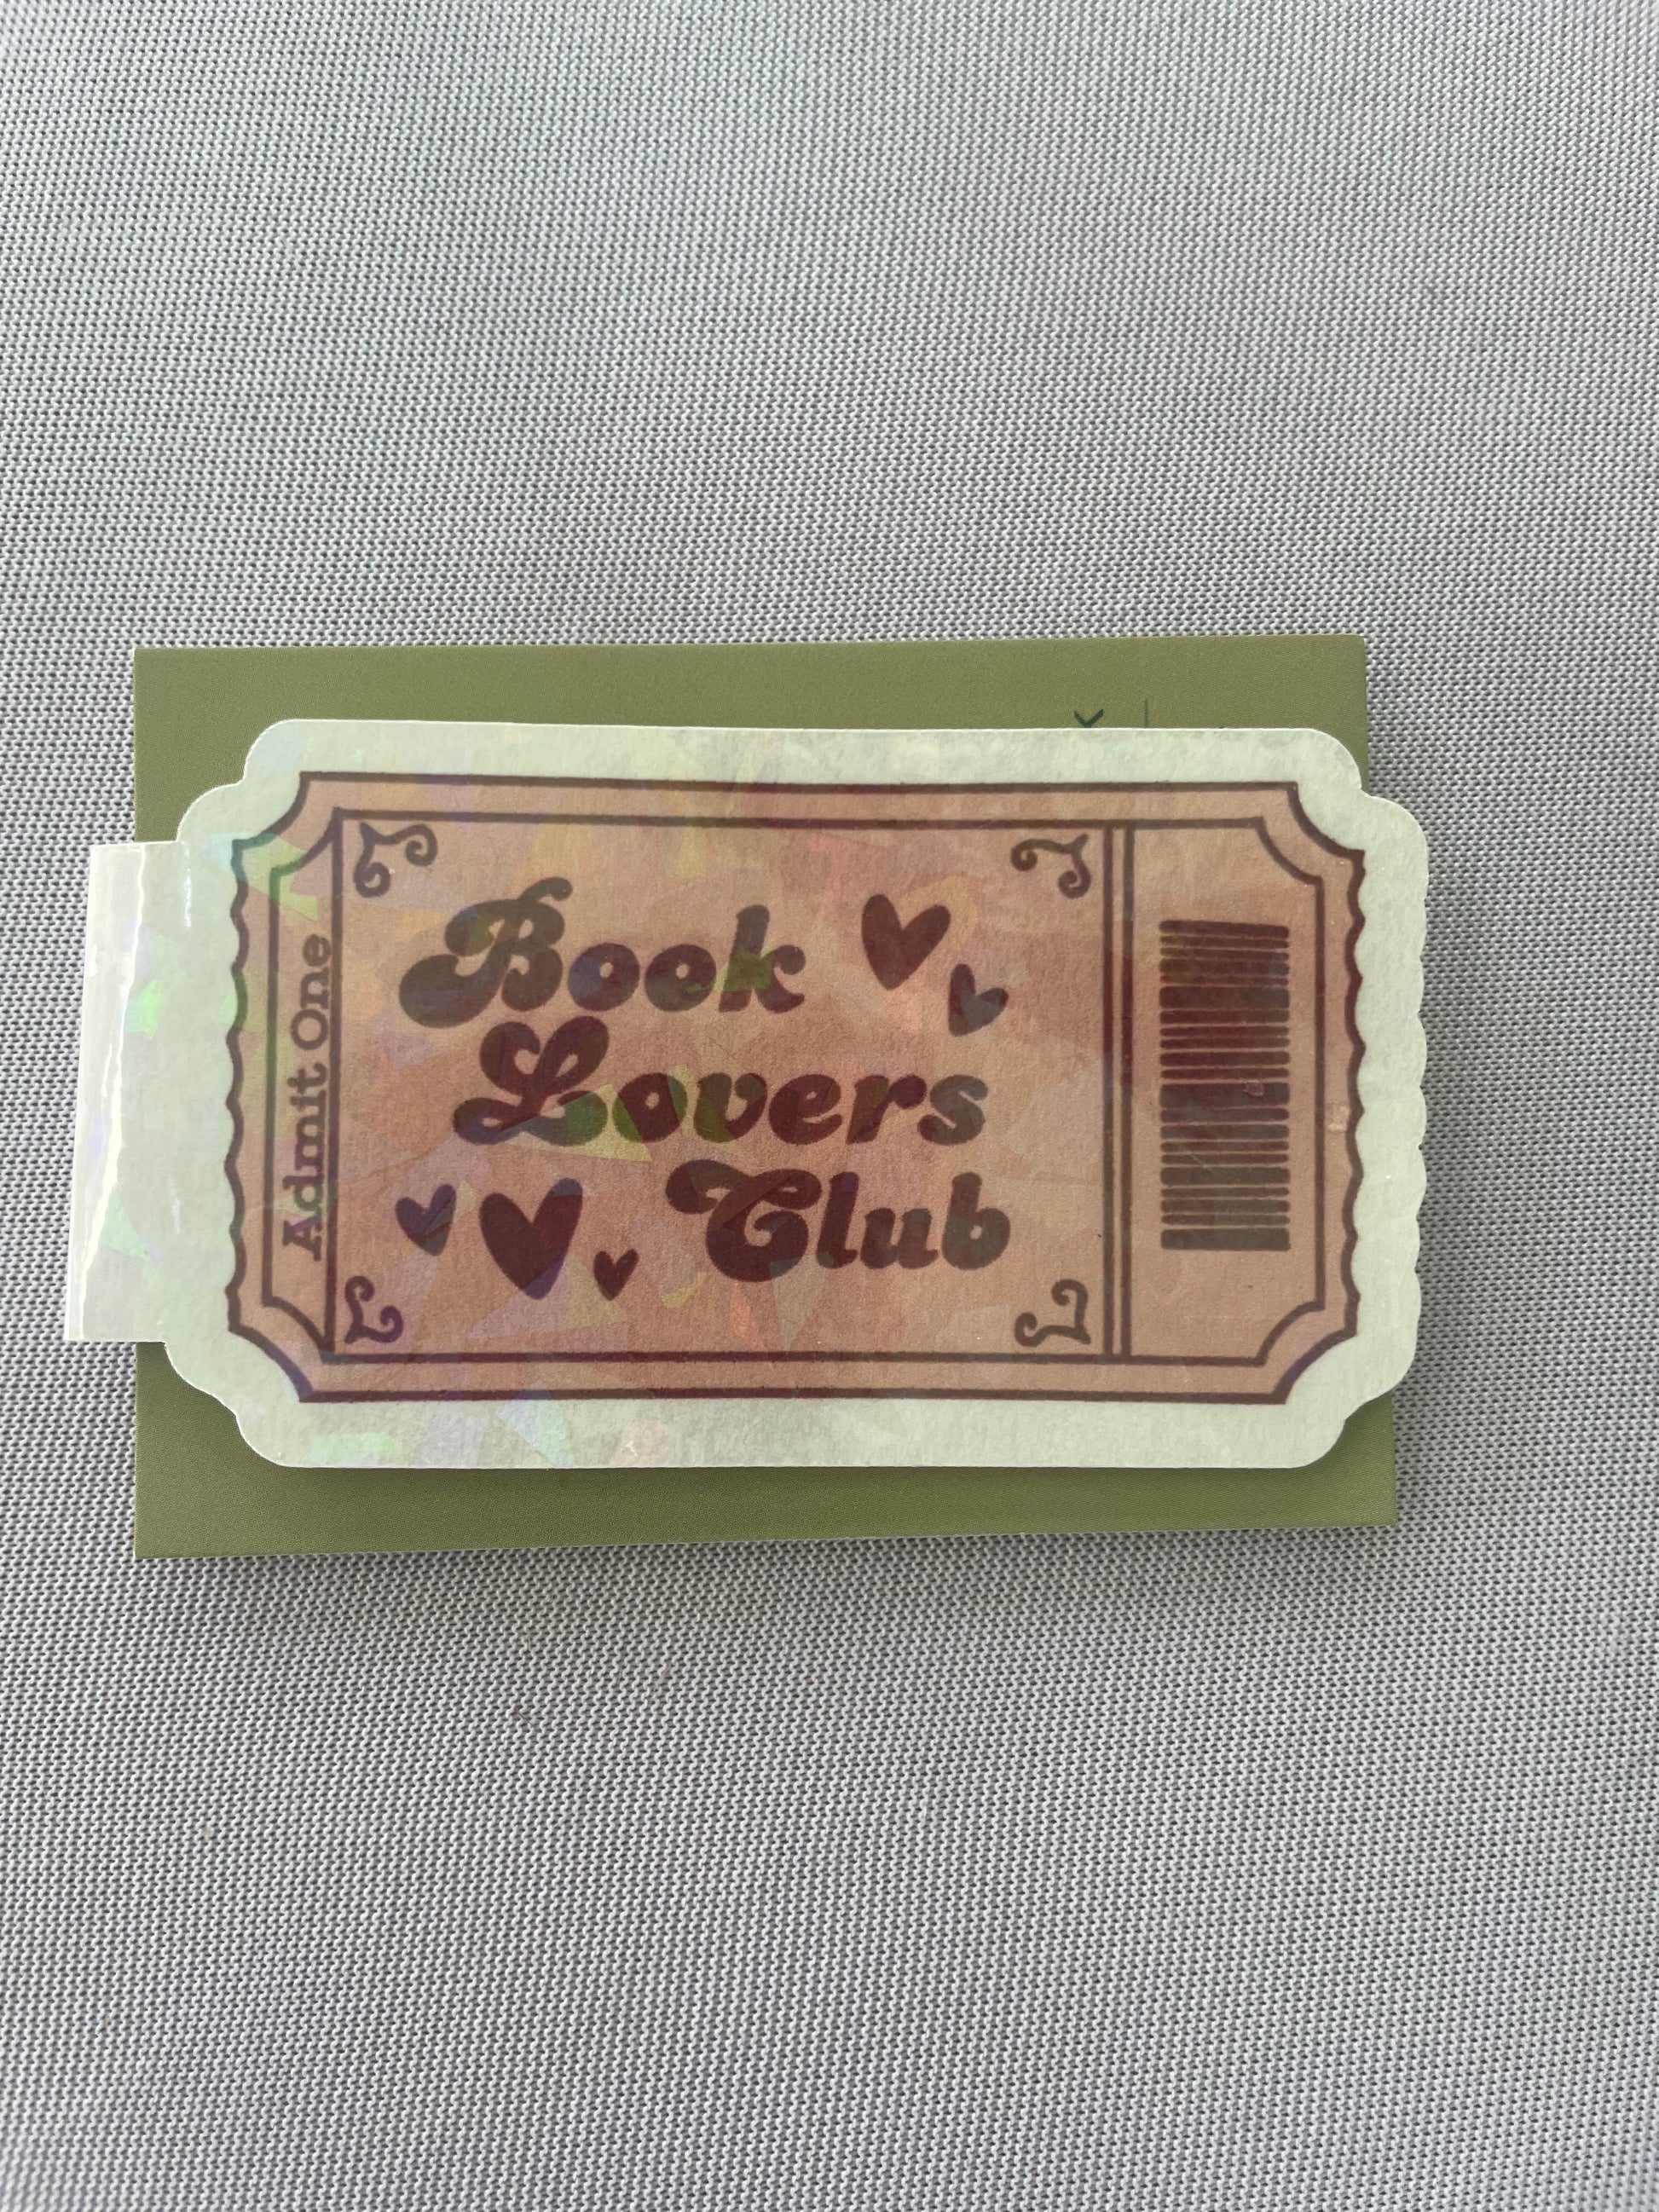 Admit One
Book
Lovers
Club